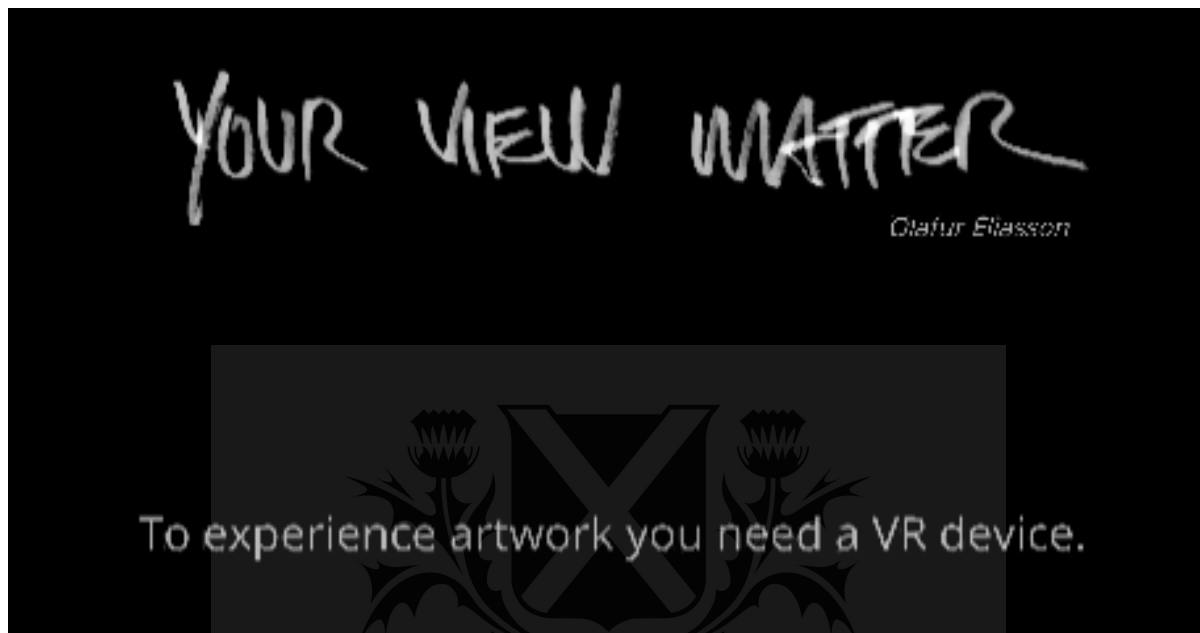 YOUR VIEW MATTER
Olafur Eliasson
To experience artwork you need a VR device.